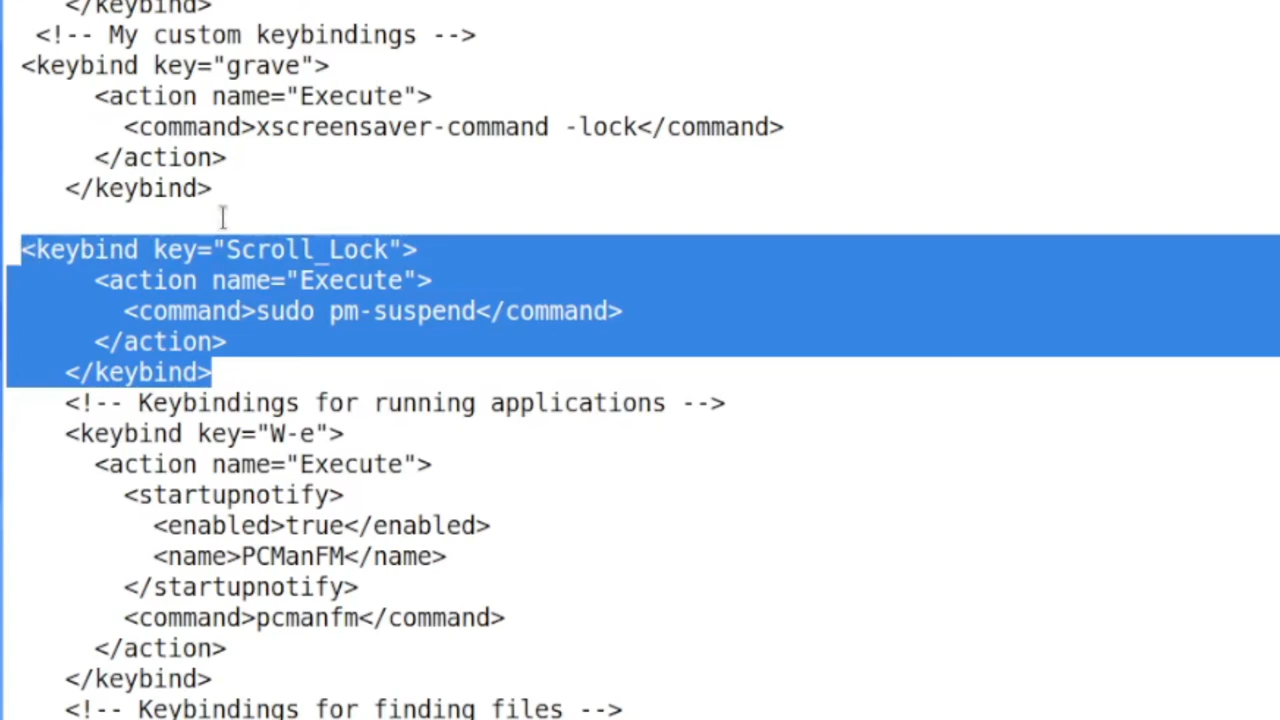 </keybind>
<!-- My custom keybindings -->
<keybind key="grave">
<action name="Execute">
<command>xscreensaver-command -lock</command>
</action>
</keybind>
<keybind key="Scroll_Lock">
<action name="Execute">
<command>sudo pm-suspend</command>
</action>
</keybind>
<!-- Keybindings for running applications -->
<keybind key="W-e">
<action name="Execute">
<startupnotify>
<enabled>true</enabled>
<name>PCManFM</name>
</startupnotify>
<command>pcmanfm</command>
</action>
</keybind>
<!-- Keybindings for finding files -->